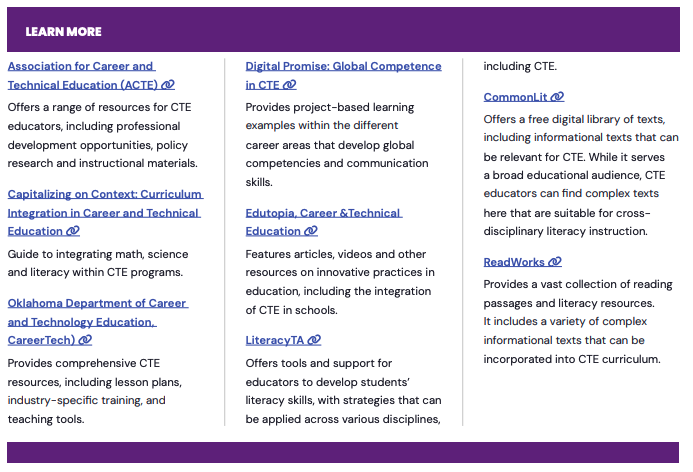 LEARN MORE
Association for Career and
Technical Education (ACTE)
Offers a range of resources for CTE
educators, including professional
development opportunities, policy
research and instructional materials.
Capitalizing on Context: Curriculum
Integration in Career and Technical
Education
Guide to integrating math, science
and literacy within CTE programs.
Oklahoma Department of Career
and Technology Education,
CareerTech)
Provides comprehensive CTE
resources, including lesson plans,
industry-specific training, and
teaching tools.
Digital Promise: Global Competence
in CTE
Provides project-based learning
examples within the different
career areas that develop global
competencies and communication
skills.
Edutopia, Career &Technical
Education
Features articles, videos and other
resources on innovative practices in
education, including the integration
of CTE in schools.
LiteracyTA
Offers tools and support for
educators to develop students’
literacy skills, with strategies that can
be applied across various disciplines,
including CTE.
CommonLit
Offers a free digital library of texts,
including informational texts that can
be relevant for CTE. While it serves
a broad educational audience, CTE
educators can find complex texts
here that are suitable for cross-
disciplinary literacy instruction.
ReadWorks
Provides a vast collection of reading
passages and literacy resources.
It includes a variety of complex
informational texts that can be
incorporated into CTE curriculum.